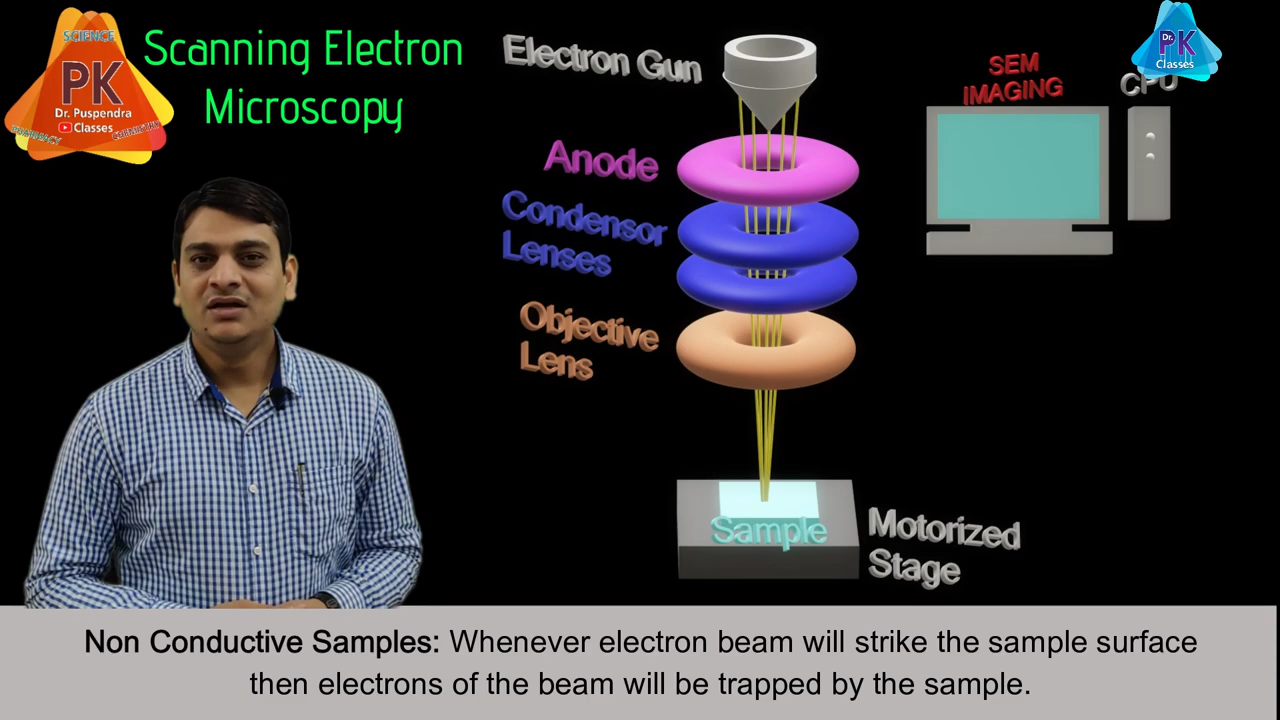 SCIENCE
PK
Dr. Puspendra
Classes
PHARMACY
CHEMISTRY
Scanning Electron
Microscopy
Electron Gun
Anode
Condensor
Lenses
Objective
Lens
Sample
Motorized
Stage
SEM
IMAGING
CPU
Dr.
PK
Classes
Non Conductive Samples: Whenever electron beam will strike the sample surface
then electrons of the beam will be trapped by the sample.